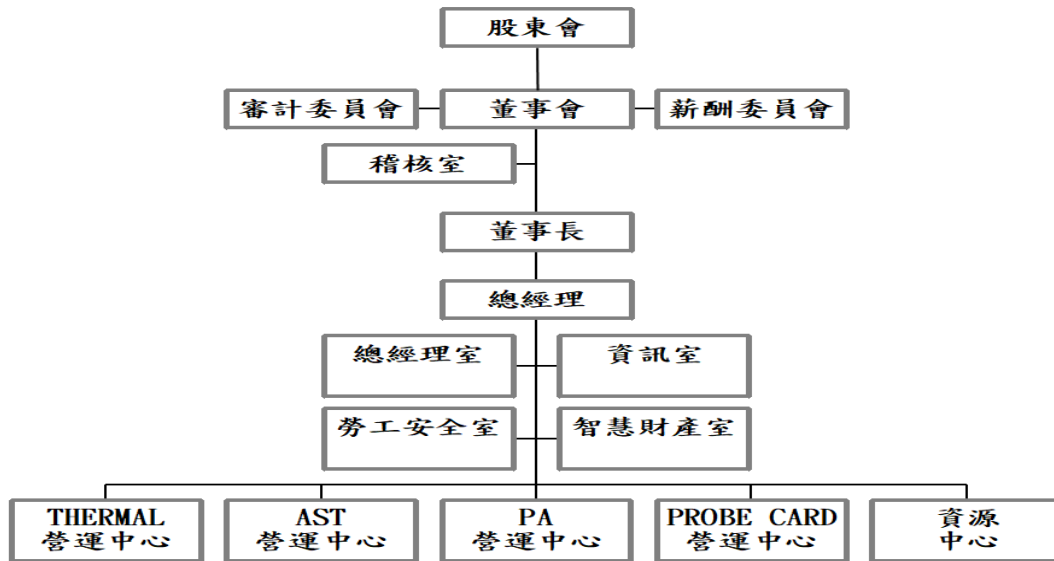 股東會
審計委員會
董事會
薪酬委員會
稽核室
董事長
總經理
總經理室
資訊室
勞工安全室
智慧財產室
THERMAL
營運中心
AST
營運中心
PA
營運中心
PROBE CARD
營運中心
資源
中心